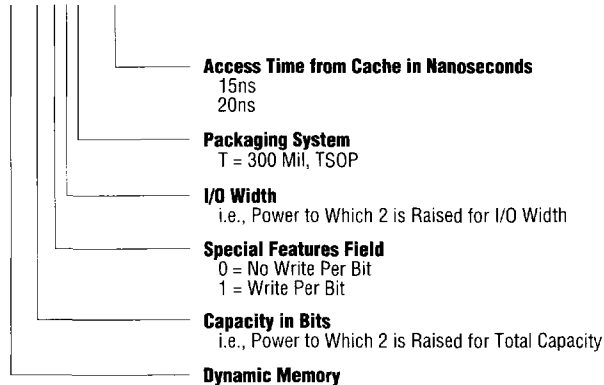 Access Time from Cache in Nanoseconds
15ns
20ns
Packaging System
T = 300 Mil, TSOP
I/O Width
i.e., Power to Which 2 is Raised for I/O Width
Special Features Field
0 = No Write Per Bit
1 = Write Per Bit
Capacity in Bits
i.e., Power to Which 2 is Raised for Total Capacity
Dynamic Memory